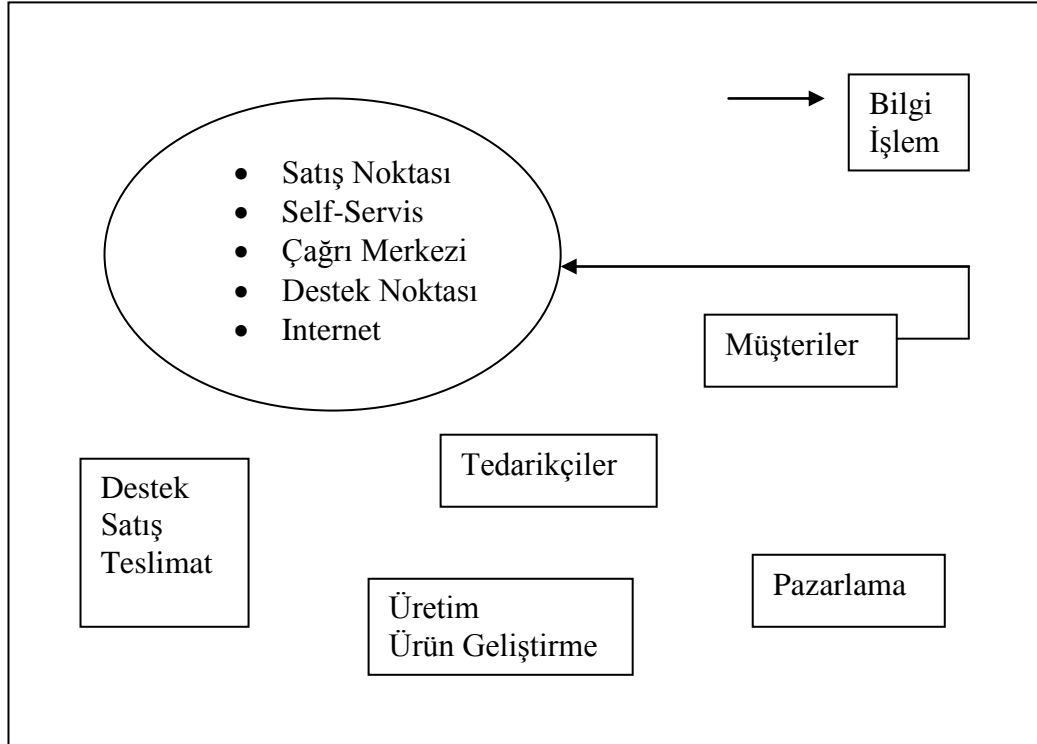 Bilgi
İşlem
• Satış Noktası
• Self-Servis
• Çağrı Merkezi
• Destek Noktası
• Internet
Müşteriler
Tedarikçiler
Destek
Satış
Teslimat
Pazarlama
Üretim
Ürün Geliştirme